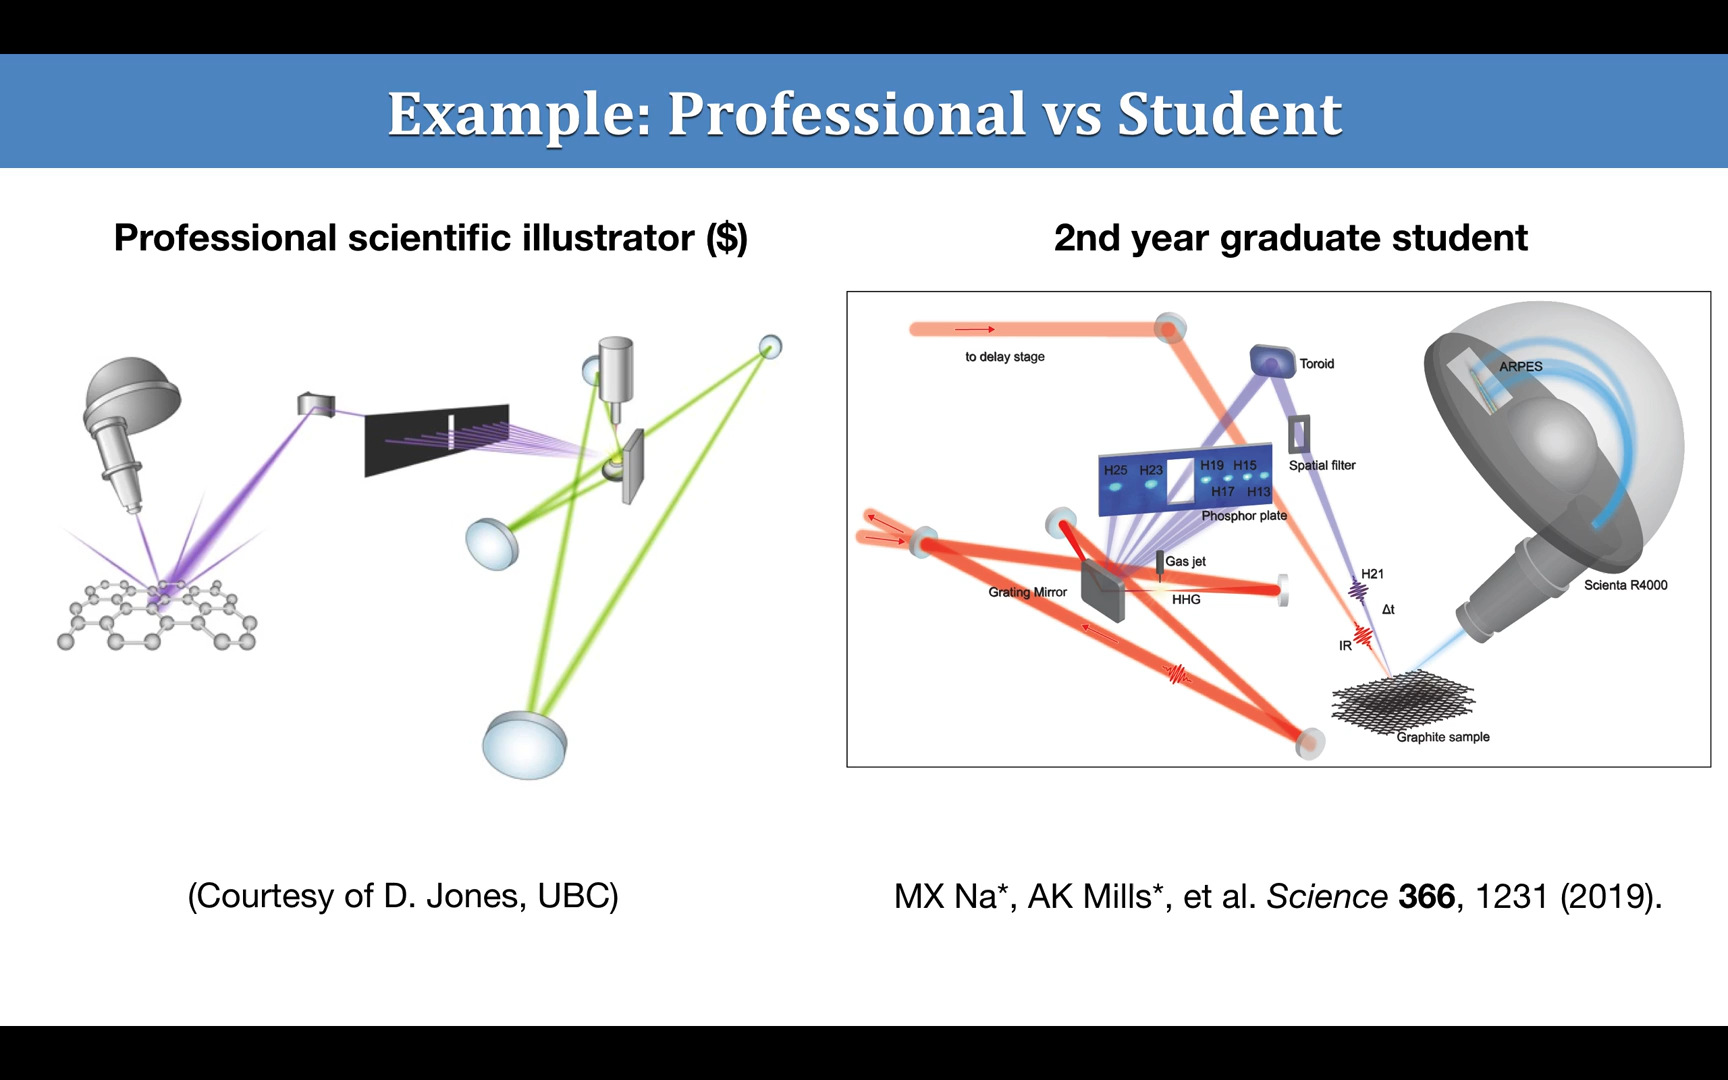 Example: Professional vs Student
Professional scientific illustrator ($)
2nd year graduate student
to delay stage
Toroid
ARPES
Spatial filter
H25 H23 H19 H15
H17 H13
Phosphor plate
Gas jet
Grating Mirror
HHG
H21
Δt
IR
Scienta R4000
Graphite sample
(Courtesy of D. Jones, UBC)
MX Na*, AK Mills*, et al. Science 366, 1231 (2019).